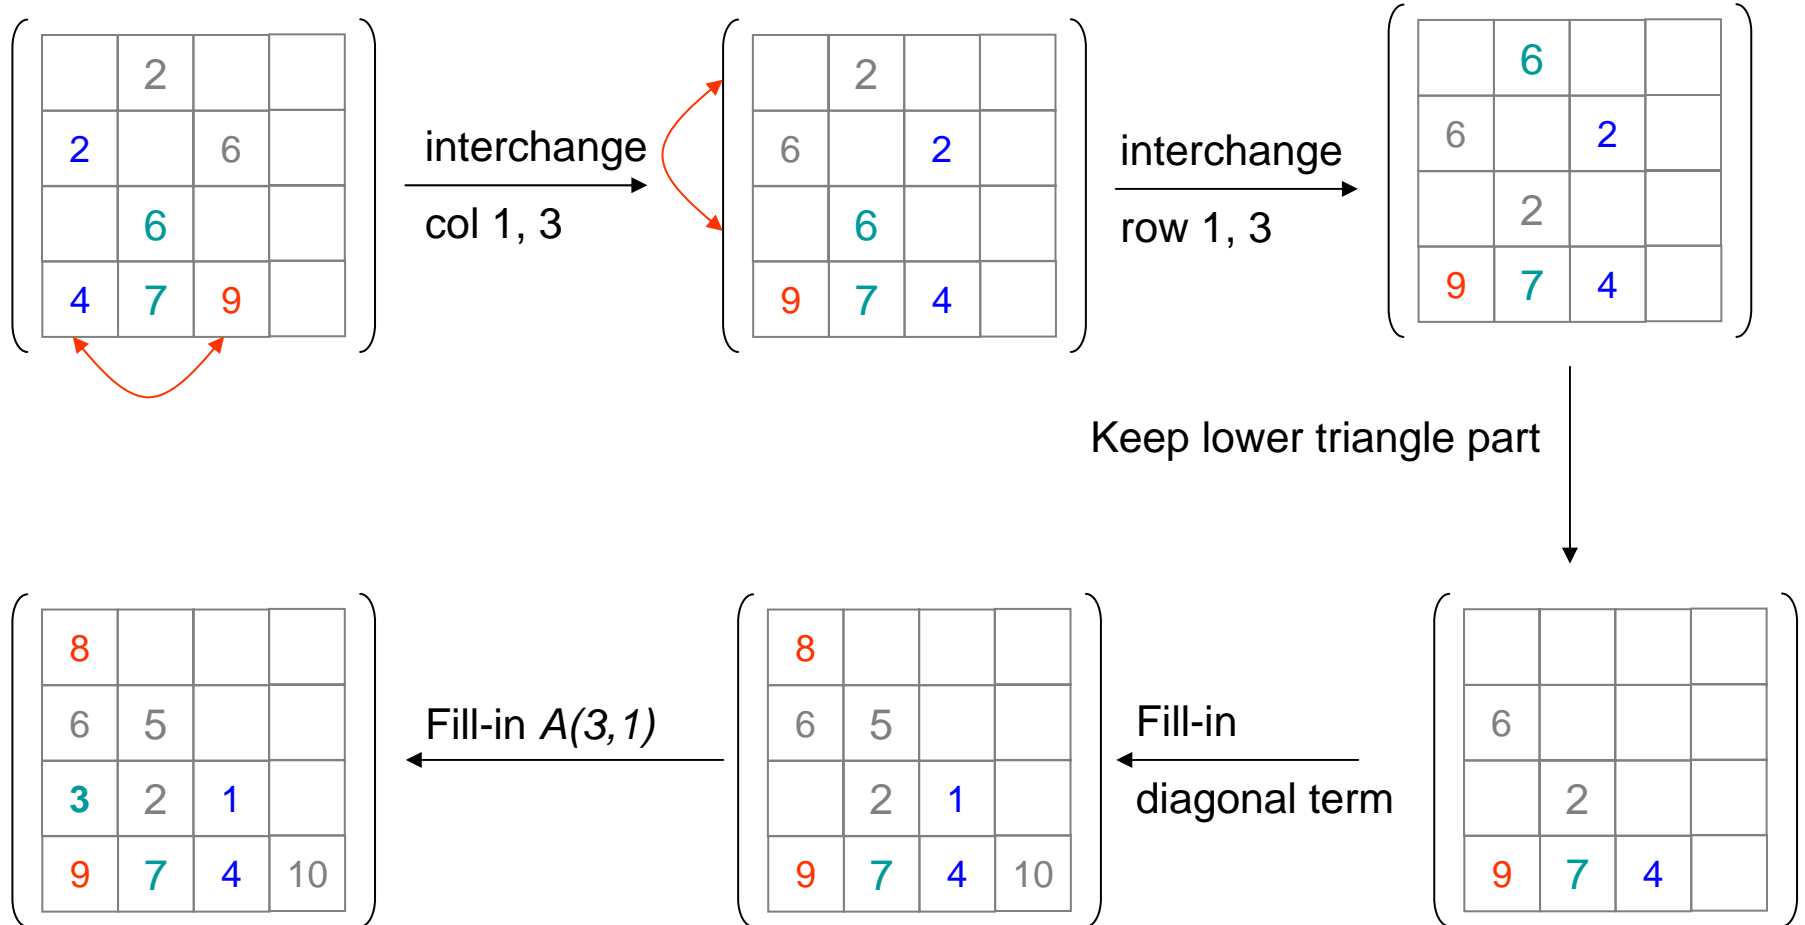 2
2 6
6
4 7 9
interchange
col 1, 3
2
6 2
6
9 7 4
interchange
row 1, 3
6
6 2
2
9 7 4
Keep lower triangle part
8
6 5
3 2 1
9 7 4 10
Fill-in A(3,1)
8
6 5
2 1
9 7 4 10
Fill-in
diagonal term
6
2
9 7 4